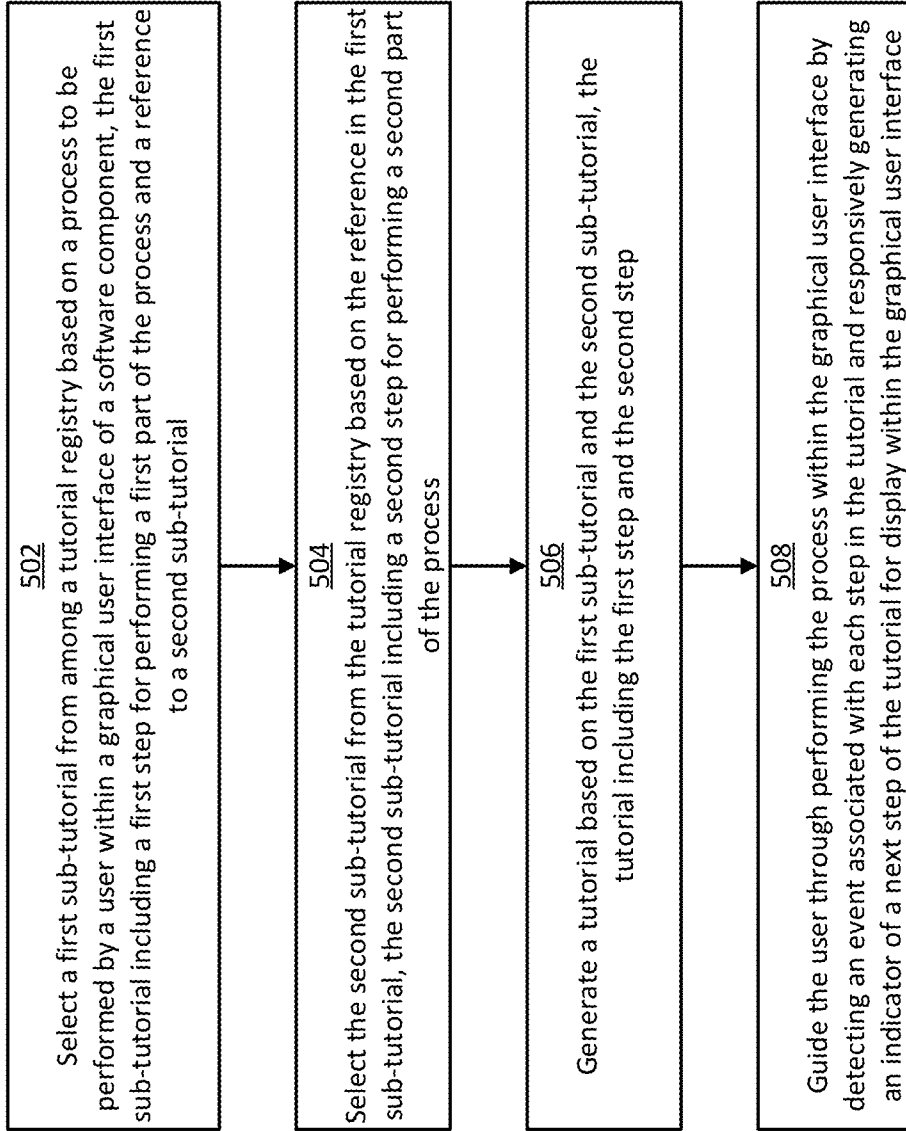 502
Select a first sub-tutorial from among a tutorial registry based on a process to be
performed by a user within a graphical user interface of a software component, the first
sub-tutorial including a first step for performing a first part of the process and a reference
to a second sub-tutorial
504
Select the second sub-tutorial from the tutorial registry based on the reference in the first
sub-tutorial, the second sub-tutorial including a second step for performing a second part
of the process
506
Generate a tutorial based on the first sub-tutorial and the second sub-tutorial, the
tutorial including the first step and the second step
508
Guide the user through performing the process within the graphical user interface by
detecting an event associated with each step in the tutorial and responsively generating
an indicator of a next step of the tutorial for display within the graphical user interface